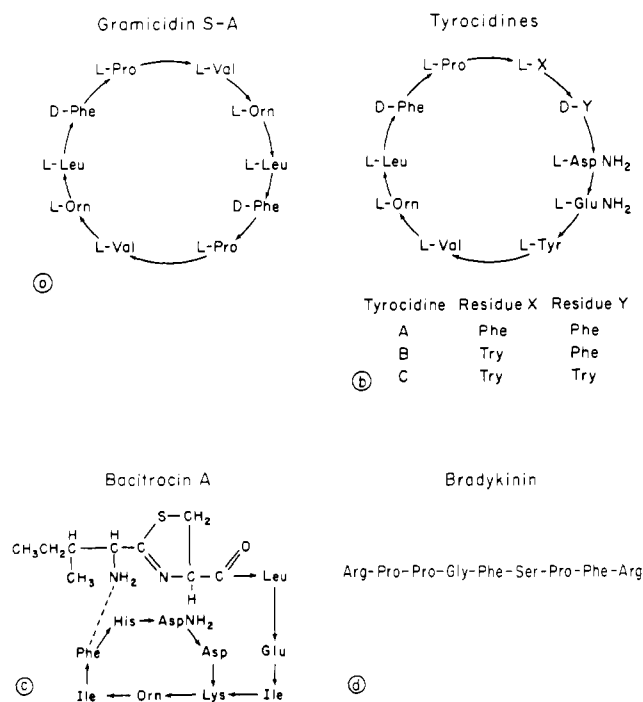 Gramicidin S-A
L-Pro L-Val
D-Phe L-Orn
L-Leu L-Leu
L-Orn D-Phe
L-Val L-Pro
a
Tyrocidines
L-Pro L-X
D-Phe D-Y
L-Leu L-Asp NH2
L-Orn L-Glu NH2
L-Val L-Tyr
Tyrocidine Residue X Residue Y
A Phe Phe
B Try Phe
C Try Try
b
Bacitrocin A
S-CH2
H H O
CH3CH2C-C-C C-C Leu
CH3 NH2 N-C
H
His AspNH2
Phe Asp Glu
Ile Orn Lys Ile
c
Bradykinin
Arg-Pro-Pro-Gly-Phe-Ser-Pro-Phe-Arg
d